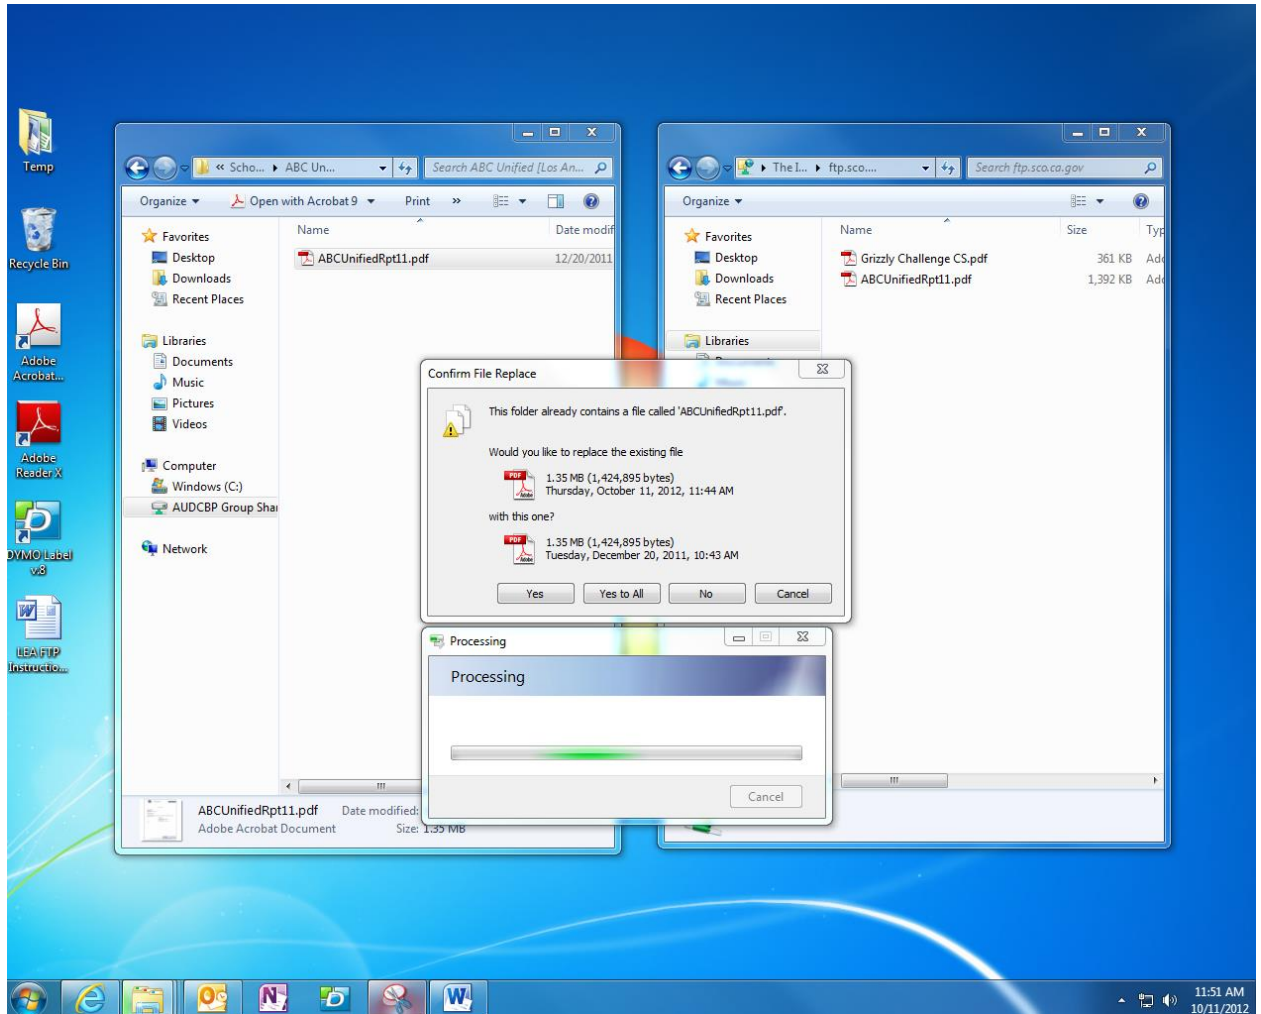 Temp
Recycle Bin
Adobe
Acrobat...
Adobe
Reader X
DYMO Label
v.8
LEA FTP
Instructio...
« Scho... ▸ ABC Un...
Search ABC Unified [Los An...
Organize
Open with Acrobat 9
Print
»
Favorites
Desktop
Downloads
Recent Places
Libraries
Documents
Music
Pictures
Videos
Computer
Windows (C:)
AUDCBP Group Shar
Network
Name
Date modif
ABCUnifiedRpt11.pdf
12/20/2011
ABCUnifiedRpt11.pdf
Date modified:
Adobe Acrobat Document
Size: 1.35 MB
▸ The I... ▸ ftp.sco....
Search ftp.sco.ca.gov
Organize
Favorites
Desktop
Downloads
Recent Places
Libraries
Name
Size
Typ
Grizzly Challenge CS.pdf
361 KB
Ado
ABCUnifiedRpt11.pdf
1,392 KB
Ado
Confirm File Replace
This folder already contains a file called 'ABCUnifiedRpt11.pdf'.
Would you like to replace the existing file
PDF
Adobe
1.35 MB (1,424,895 bytes)
Thursday, October 11, 2012, 11:44 AM
with this one?
PDF
Adobe
1.35 MB (1,424,895 bytes)
Tuesday, December 20, 2011, 10:43 AM
Yes
Yes to All
No
Cancel
Processing
Processing
Cancel
11:51 AM
10/11/2012